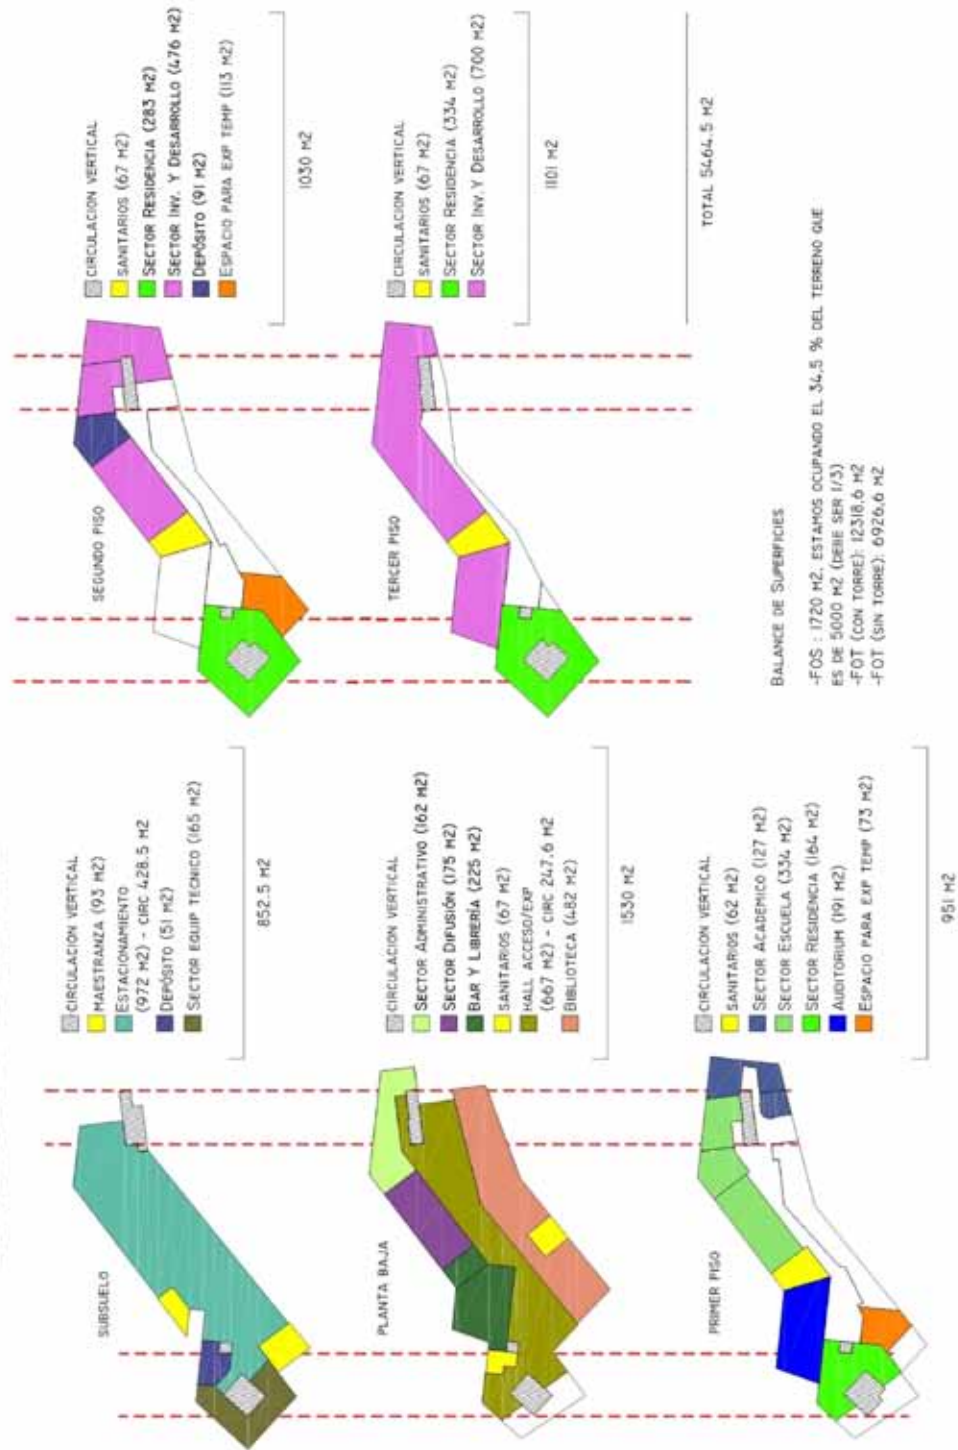 SUBSUELO
CIRCULACION VERTICAL
MAESTRANZA (93 M2)
ESTACIONAMIENTO
(972 M2) - CIRC 428.5 M2
DEPÓSITO (51 M2)
SECTOR EQUIP TECNICO (165 M2)
852.5 M2
PLANTA BAJA
CIRCULACION VERTICAL
SECTOR ADMINISTRATIVO (162 M2)
SECTOR DIFUSIÓN (175 M2)
BAR Y LIBRERÍA (225 M2)
SANITARIOS (67 M2)
HALL ACCESO/EXP
(667 M2) - CIRC 247.6 M2
BIBLIOTECA (482 M2)
1530 M2
PRIMER PISO
CIRCULACION VERTICAL
SANITARIOS (62 M2)
SECTOR ACADEMICO (127 M2)
SECTOR ESCUELA (334 M2)
SECTOR RESIDENCIA (164 M2)
AUDITORIUM (191 M2)
ESPACIO PARA EXP TEMP (73 M2)
951 M2
SEGUNDO PISO
CIRCULACION VERTICAL
SANITARIOS (67 M2)
SECTOR RESIDENCIA (283 M2)
SECTOR INV. Y DESARROLLO (476 M2)
DEPÓSITO (91 M2)
ESPACIO PARA EXP TEMP (113 M2)
1030 M2
TERCER PISO
CIRCULACION VERTICAL
SANITARIOS (67 M2)
SECTOR RESIDENCIA (334 M2)
SECTOR INV. Y DESARROLLO (700 M2)
1101 M2
TOTAL 5464.5 M2
BALANCE DE SUPERFICIES
-FOS : 1720 M2, ESTAMOS OCUPANDO EL 34,5 % DEL TERRENO QUE
ES DE 5000 M2 (DEBE SER 1/3)
-FOT (CON TORRE): 12318,6 M2
-FOT (SIN TORRE): 6926,6 M2